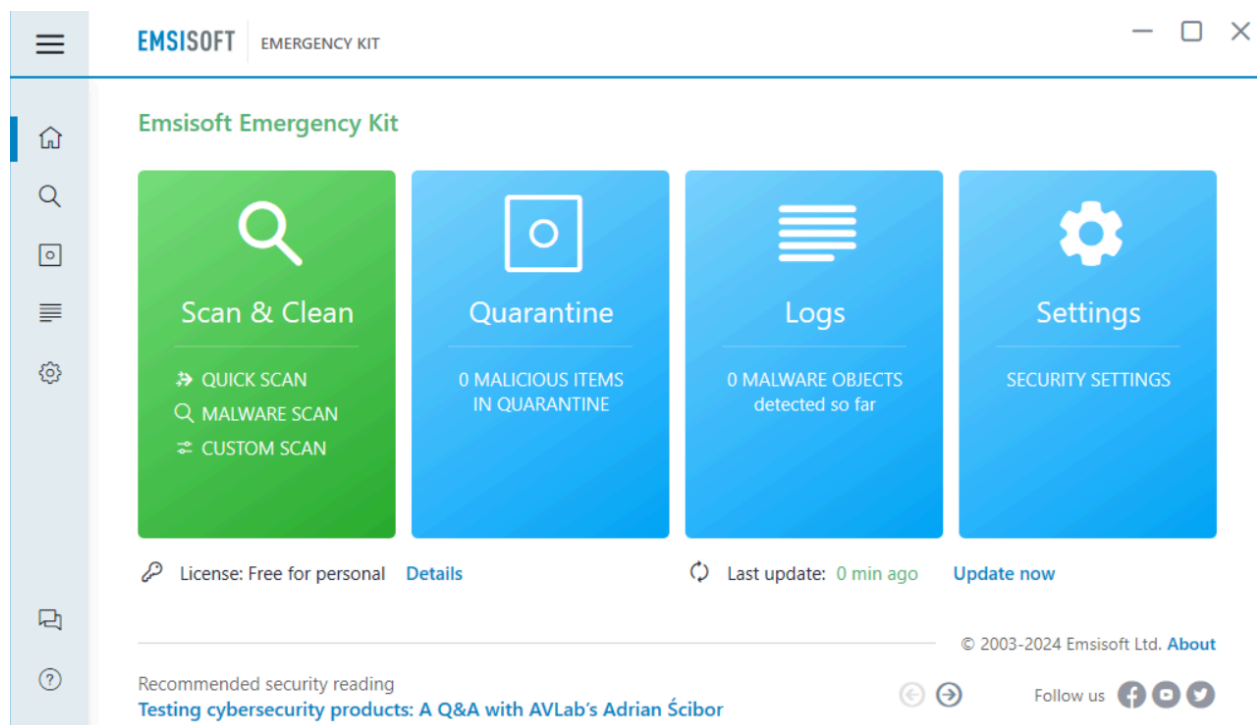 EMSISOFT EMERGENCY KIT
Emsisoft Emergency Kit
Scan & Clean
QUICK SCAN
MALWARE SCAN
CUSTOM SCAN
Quarantine
0 MALICIOUS ITEMS
IN QUARANTINE
Logs
0 MALWARE OBJECTS
detected so far
Settings
SECURITY SETTINGS
License: Free for personal Details
Last update: 0 min ago Update now
© 2003-2024 Emsisoft Ltd. About
Recommended security reading
Testing cybersecurity products: A Q&A with AVLab’s Adrian Ścibor
Follow us